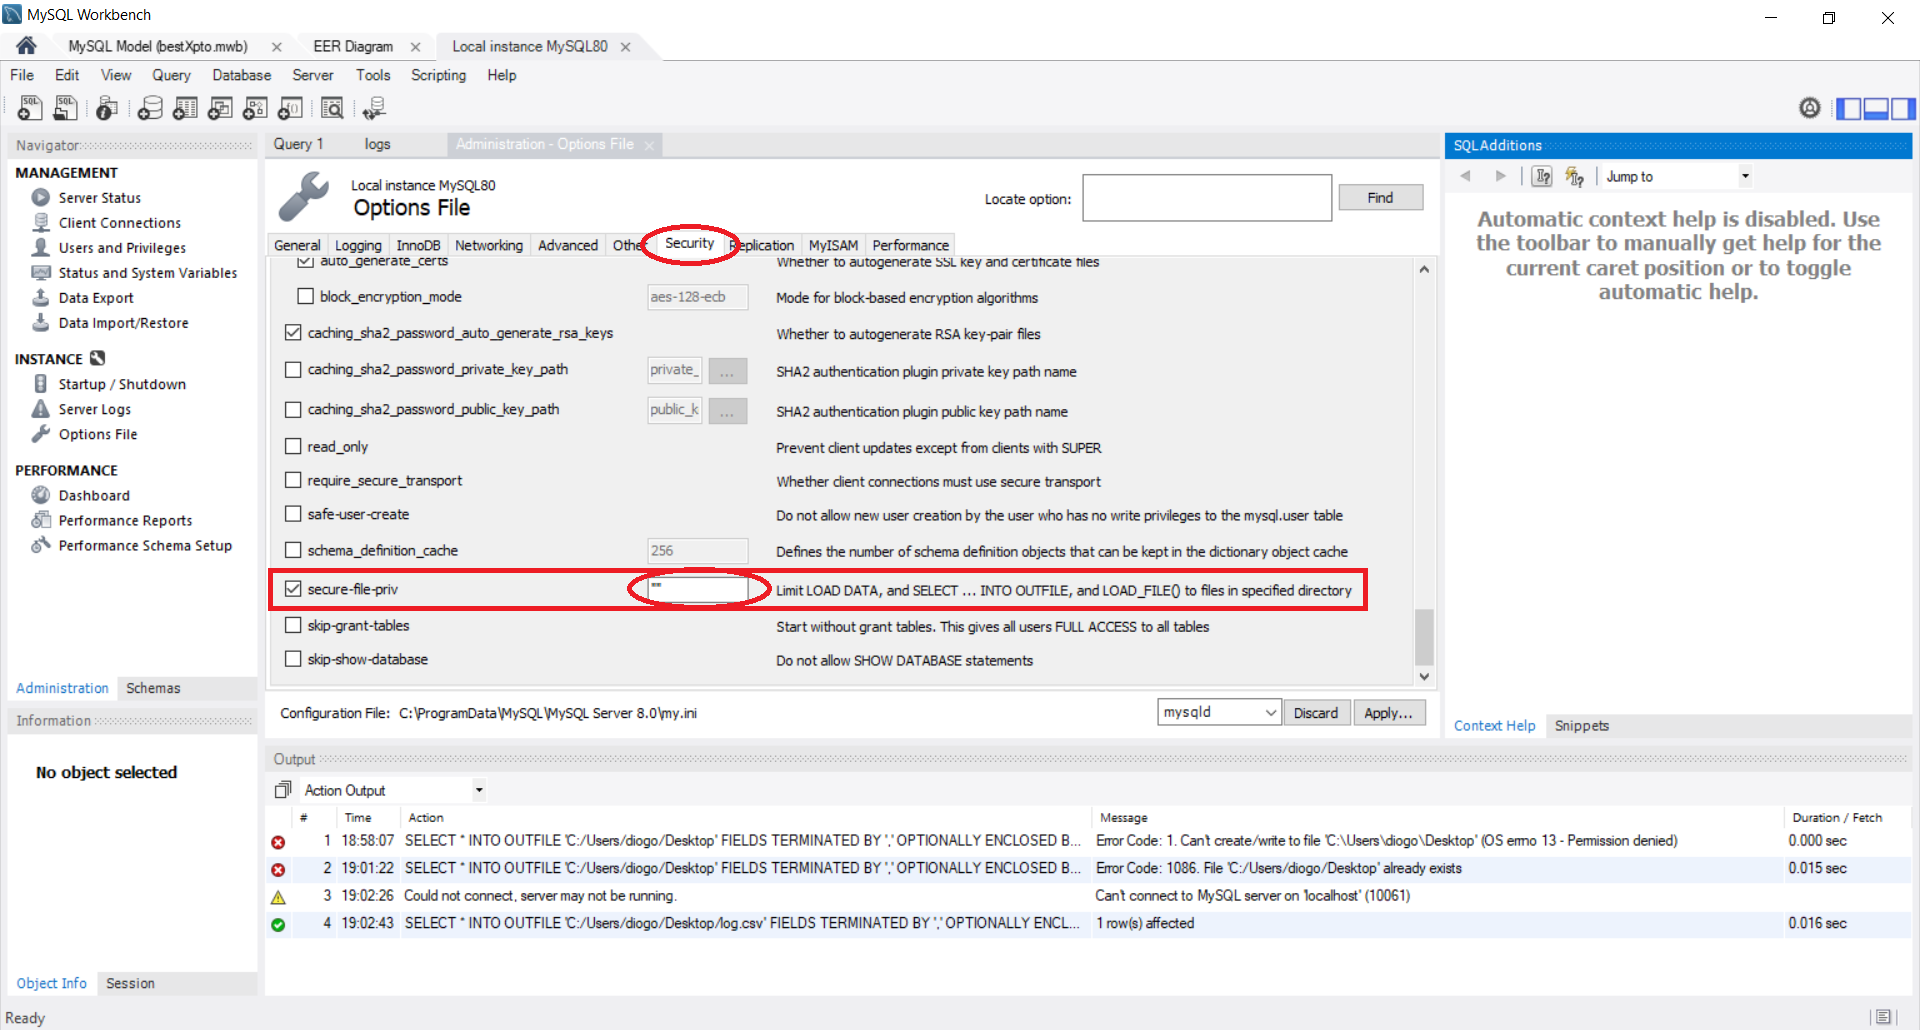 MySQL Workbench
MySQL Model (bestXpto.mwb)
EER Diagram
Local instance MySQL80
File Edit View Query Database Server Tools Scripting Help
Navigator
MANAGEMENT
Server Status
Client Connections
Users and Privileges
Status and System Variables
Data Export
Data Import/Restore
INSTANCE
Startup / Shutdown
Server Logs
Options File
PERFORMANCE
Dashboard
Performance Reports
Performance Schema Setup
Administration Schemas
Information
No object selected
Object Info Session
Query 1 logs Administration - Options File
Local instance MySQL80
Options File
Locate option: Find
General Logging InnoDB Networking Advanced Other Security Replication MyISAM Performance
auto_generate_certs Whether to autogenerate SSL key and certificate files
block_encryption_mode aes-128-ecb Mode for block-based encryption algorithms
caching_sha2_password_auto_generate_rsa_keys Whether to autogenerate RSA key-pair files
caching_sha2_password_private_key_path private_ ... SHA2 authentication plugin private key path name
caching_sha2_password_public_key_path public_k ... SHA2 authentication plugin public key path name
read_only Prevent client updates except from clients with SUPER
require_secure_transport Whether client connections must use secure transport
safe-user-create Do not allow new user creation by the user who has no write privileges to the mysql.user table
schema_definition_cache 256 Defines the number of schema definition objects that can be kept in the dictionary object cache
secure-file-priv "" Limit LOAD DATA, and SELECT ... INTO OUTFILE, and LOAD_FILE() to files in specified directory
skip-grant-tables Start without grant tables. This gives all users FULL ACCESS to all tables
skip-show-database Do not allow SHOW DATABASE statements
Configuration File: C:\ProgramData\MySQL\MySQL Server 8.0\my.ini mysqld Discard Apply...
SQLAdditions
Jump to
Automatic context help is disabled. Use
the toolbar to manually get help for the
current caret position or to toggle
automatic help.
Context Help Snippets
Output
Action Output
# Time Action Message Duration / Fetch
1 18:58:07 SELECT * INTO OUTFILE 'C:/Users/diogo/Desktop' FIELDS TERMINATED BY ',' OPTIONALLY ENCLOSED B... Error Code: 1. Can't create/write to file 'C:\Users\diogo\Desktop' (OS errno 13 - Permission denied) 0.000 sec
2 19:01:22 SELECT * INTO OUTFILE 'C:/Users/diogo/Desktop' FIELDS TERMINATED BY ',' OPTIONALLY ENCLOSED B... Error Code: 1086. File 'C:/Users/diogo/Desktop' already exists 0.015 sec
3 19:02:26 Could not connect, server may not be running. Can't connect to MySQL server on 'localhost' (10061)
4 19:02:43 SELECT * INTO OUTFILE 'C:/Users/diogo/Desktop/log.csv' FIELDS TERMINATED BY ',' OPTIONALLY ENCL... 1 row(s) affected 0.016 sec
Ready